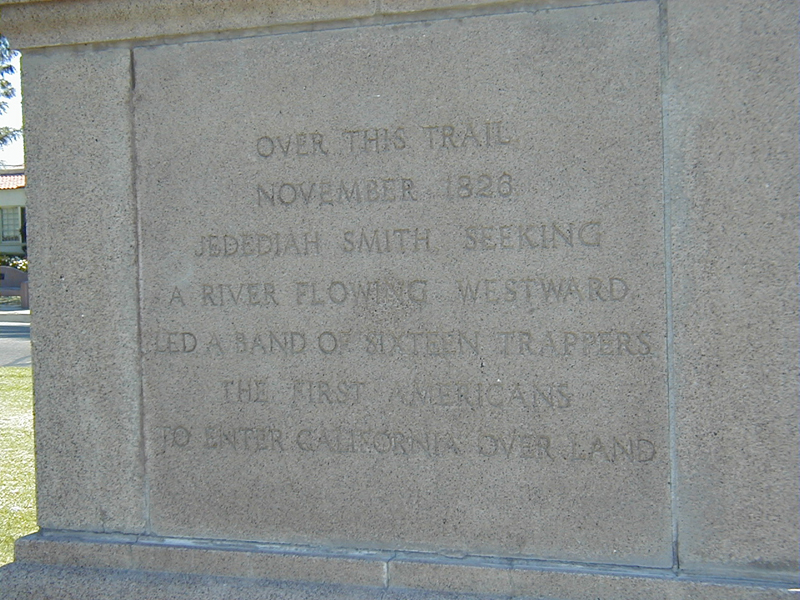 OVER THIS TRAIL
NOVEMBER 1826
JEDEDIAH SMITH SEEKING
A RIVER FLOWING WESTWARD
LED A BAND OF SIXTEEN TRAPPERS
THE FIRST AMERICANS
TO ENTER CALIFORNIA OVER LAND